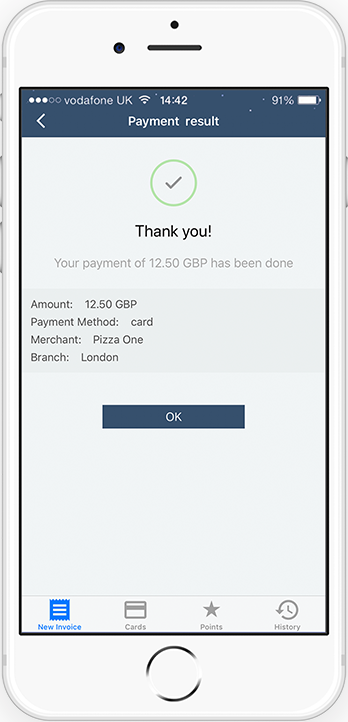 vodafone UK 14:42 91%
Payment result
Thank you!
Your payment of 12.50 GBP has been done
Amount: 12.50 GBP
Payment Method: card
Merchant: Pizza One
Branch: London
OK
New Invoice Cards Points History